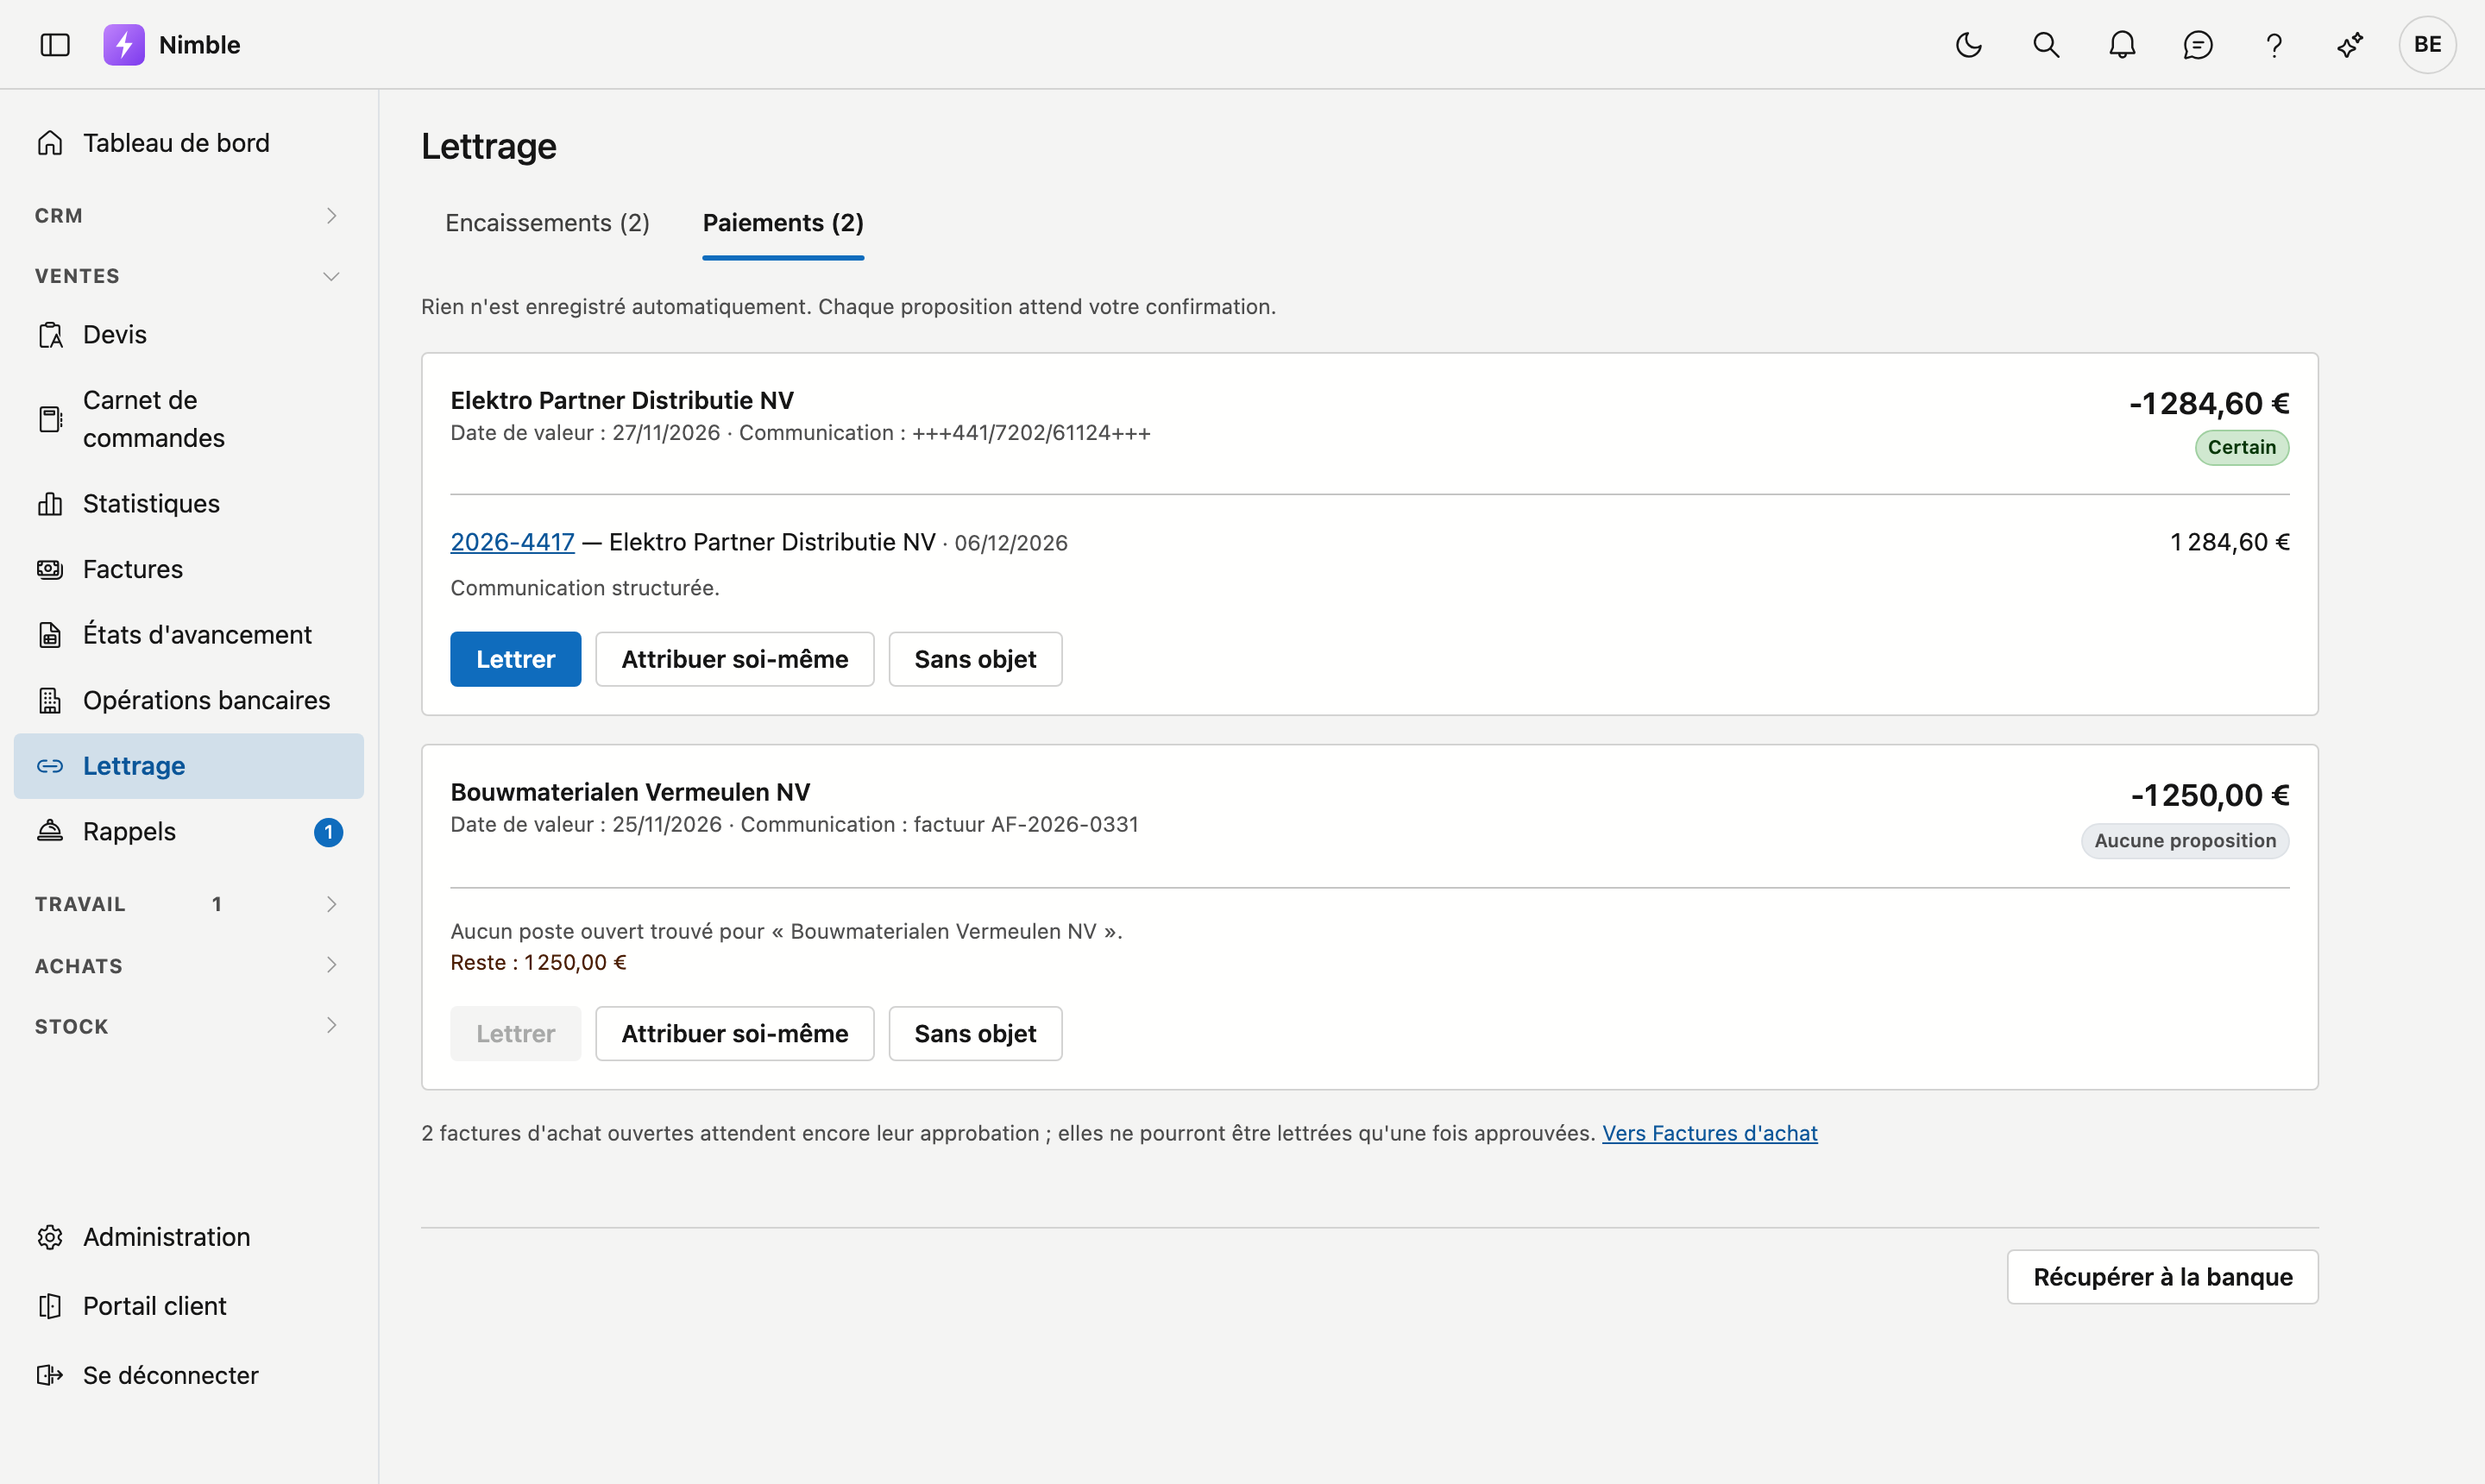 Nimble
BE
Tableau de bord
CRM
VENTES
Devis
Carnet de
commandes
Statistiques
Factures
États d'avancement
Opérations bancaires
Lettrage
Rappels 1
TRAVAIL 1
ACHATS
STOCK
Administration
Portail client
Se déconnecter
Lettrage
Encaissements (2) Paiements (2)
Rien n'est enregistré automatiquement. Chaque proposition attend votre confirmation.
Elektro Partner Distributie NV -1 284,60 €
Date de valeur : 27/11/2026 · Communication : +++441/7202/61124+++
Certain
2026-4417 — Elektro Partner Distributie NV · 06/12/2026 1 284,60 €
Communication structurée.
Lettrer Attribuer soi-même Sans objet
Bouwmaterialen Vermeulen NV -1 250,00 €
Date de valeur : 25/11/2026 · Communication : factuur AF-2026-0331
Aucune proposition
Aucun poste ouvert trouvé pour « Bouwmaterialen Vermeulen NV ».
Reste : 1 250,00 €
Lettrer Attribuer soi-même Sans objet
2 factures d'achat ouvertes attendent encore leur approbation ; elles ne pourront être lettrées qu'une fois approuvées. Vers Factures d'achat
Récupérer à la banque